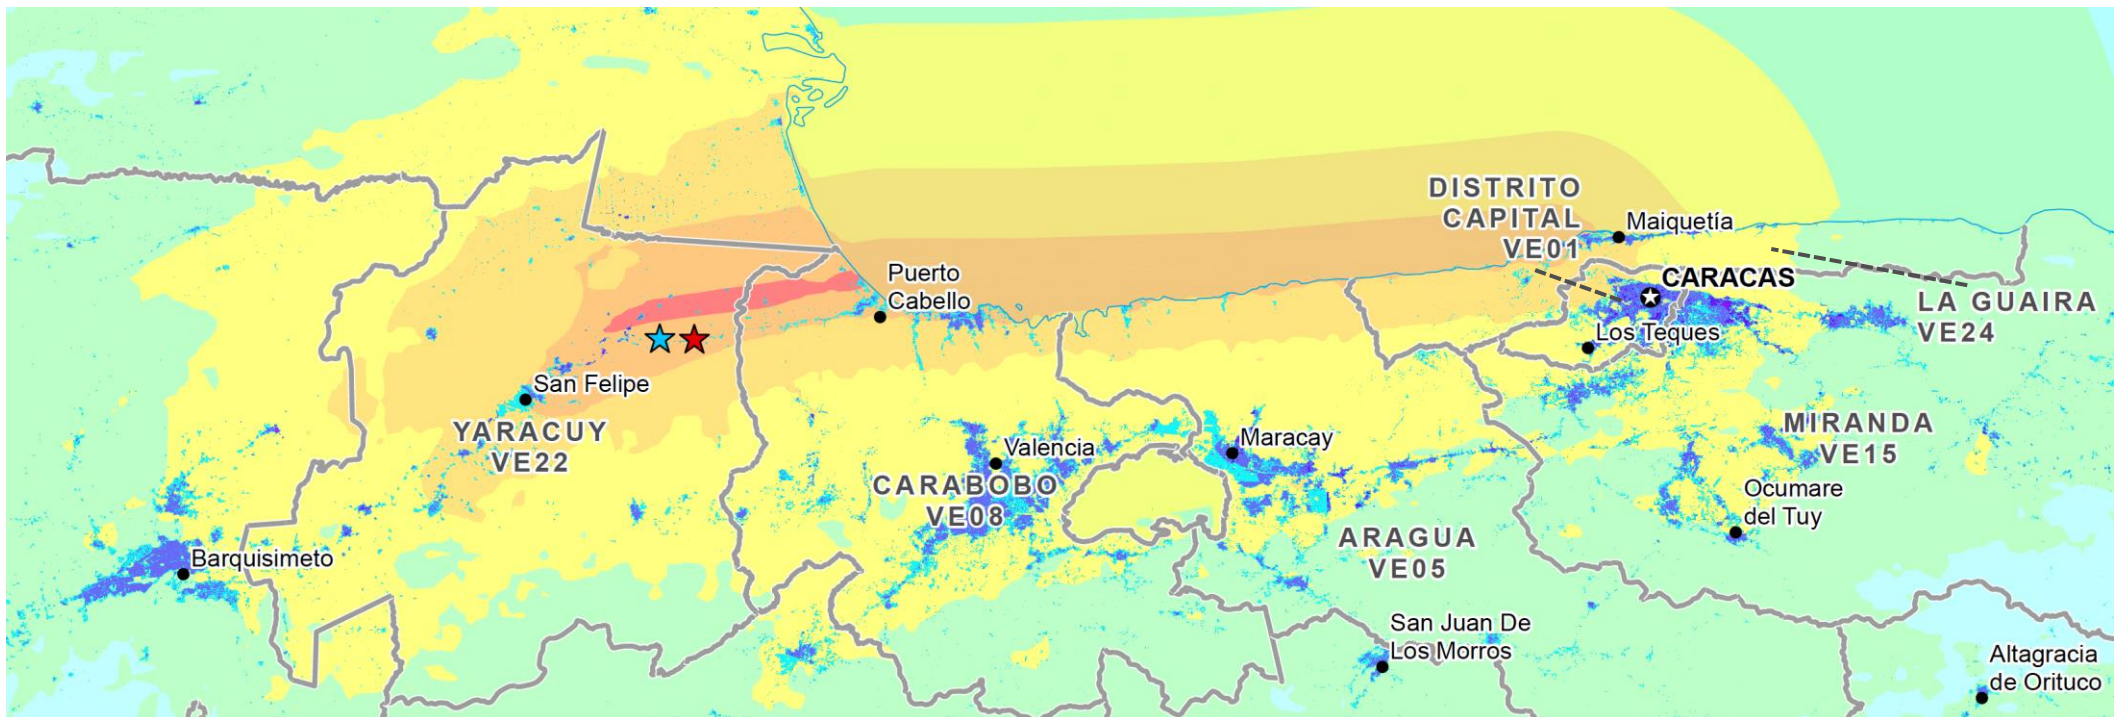 DISTRITO
CAPITAL
VE01
Maiquetía
Puerto
Cabello
CARACAS
LA GUAIRA
VE24
Los Teques
San Felipe
YARACUY
VE22
MIRANDA
VE15
Valencia
Maracay
CARABOBO
VE08
Ocumare
del Tuy
ARAGUA
VE05
Barquisimeto
San Juan De
Los Morros
Altagracia
de Orituco